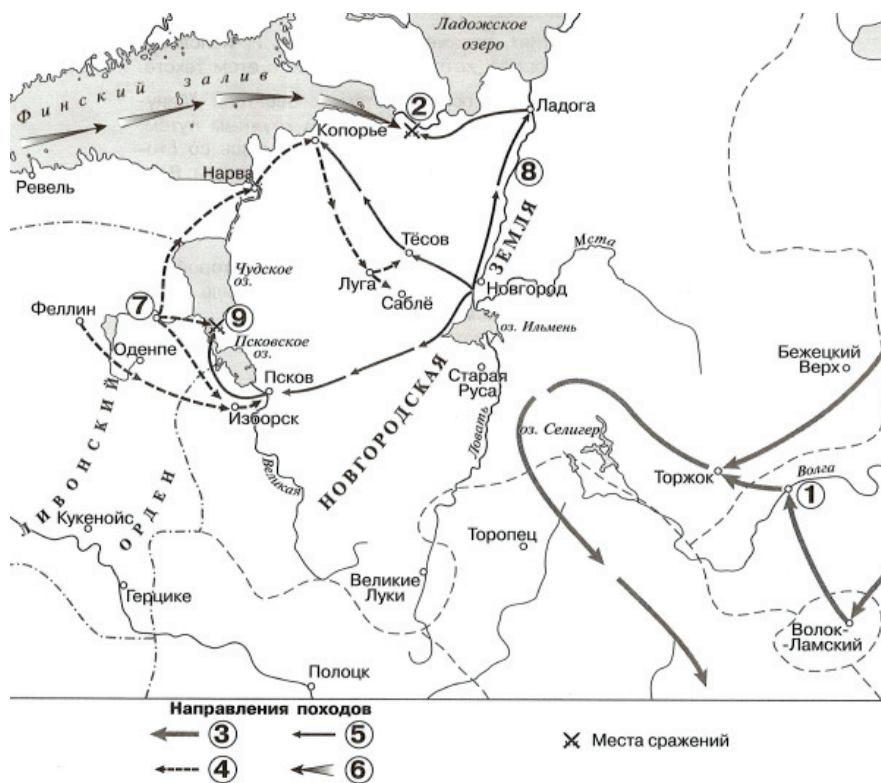 Ладожское
озеро
Финский залив
2
Ладога
Копорье
8
Ревель
Нарва
ЗЕМЛЯ
Мста
Чудское
оз.
Тёсов
Луга
Саблё
Новгород
Феллин
7
9
оз. Ильмень
Псковское
оз.
Оденпе
Бежецкий
Верх
Псков
Старая
Руса
Изборск
НОВГОРОДСКАЯ
Ловать
оз. Селигер
Торжок
Волга
1
Великая
ЛИВОНСКИЙ
ОРДЕН
Кукенойс
Торопец
Великие
Луки
Герцике
Волок-
-Ламский
Полоцк
Направления походов
3
5
Места сражений
4
6